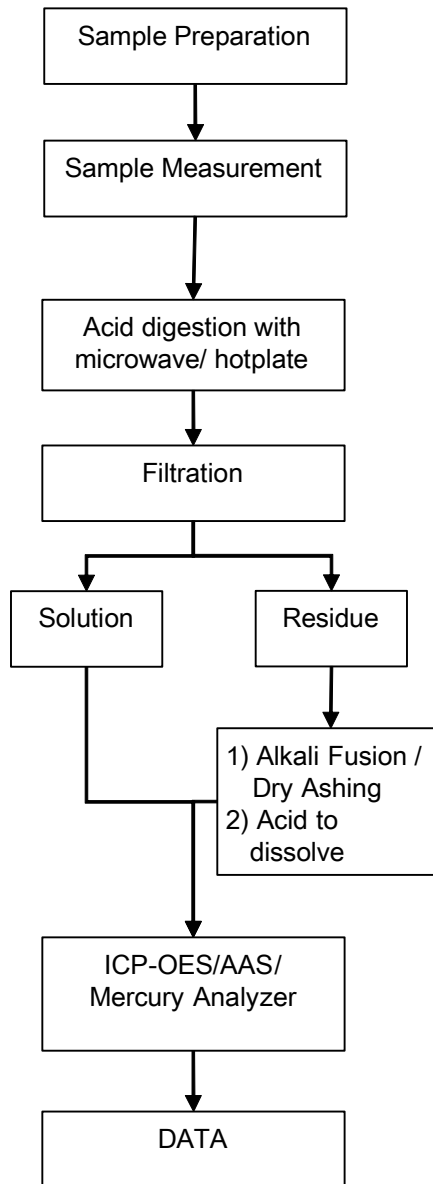 Sample Preparation
Sample Measurement
Acid digestion with
microwave/ hotplate
Filtration
Solution
Residue
1) Alkali Fusion /
Dry Ashing
2) Acid to
dissolve
ICP-OES/AAS/
Mercury Analyzer
DATA